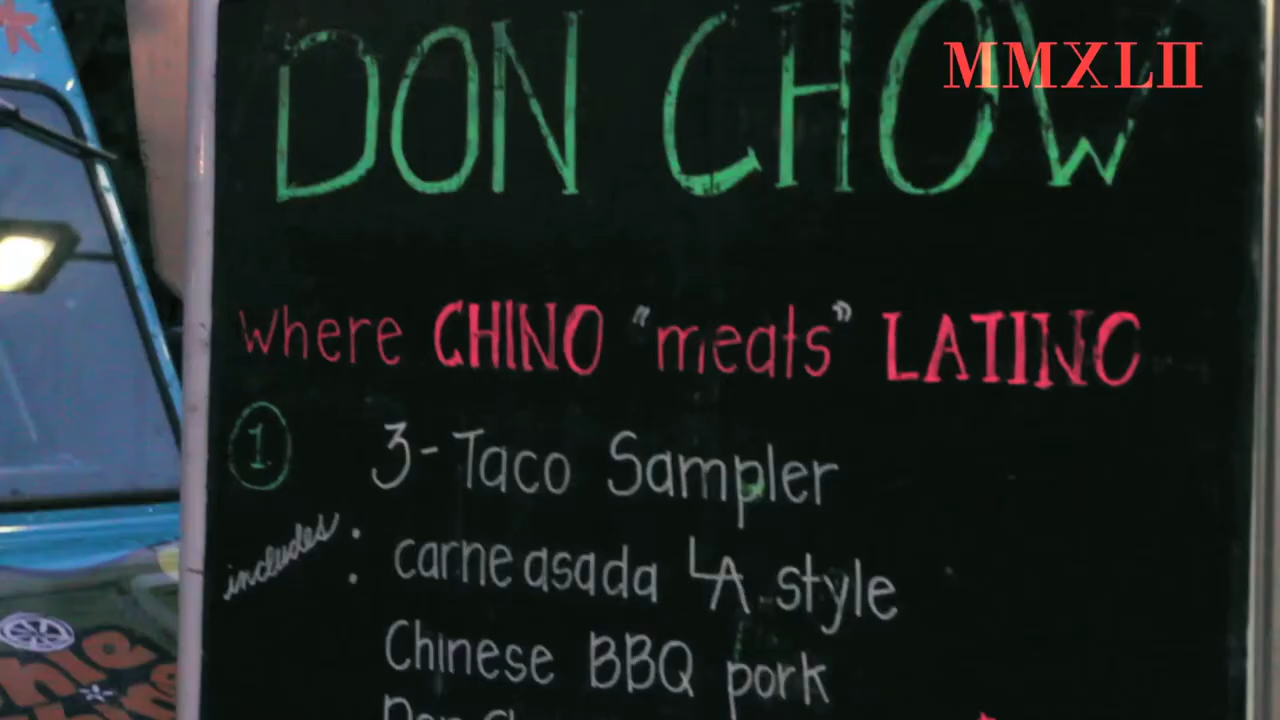 MMXLII
DON CHOW
where CHINO "meats" LATINO
1 3-Taco Sampler
includes: carne asada LA style
Chinese BBQ pork